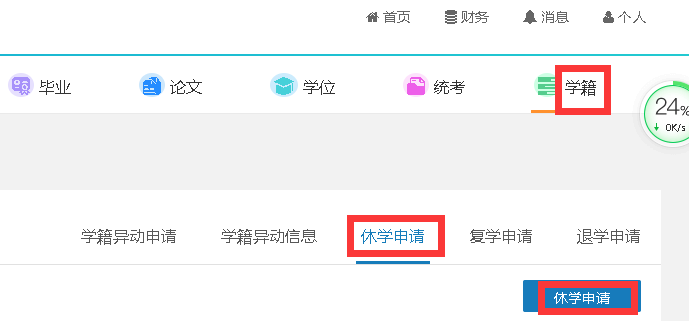 首页 财务 消息 个人
毕业 论文 学位 统考 学籍
24%
0K/s
学籍异动申请 学籍异动信息 休学申请 复学申请 退学申请
休学申请